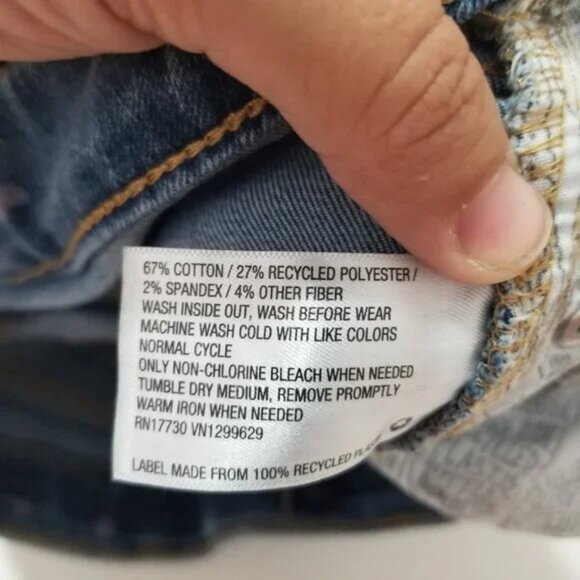 67% COTTON / 27% RECYCLED POLYESTER /
2% SPANDEX / 4% OTHER FIBER
WASH INSIDE OUT, WASH BEFORE WEAR
MACHINE WASH COLD WITH LIKE COLORS
NORMAL CYCLE
ONLY NON-CHLORINE BLEACH WHEN NEEDED
TUMBLE DRY MEDIUM, REMOVE PROMPTLY
WARM IRON WHEN NEEDED
RN17730 VN1299629
LABEL MADE FROM 100% RECYCLED